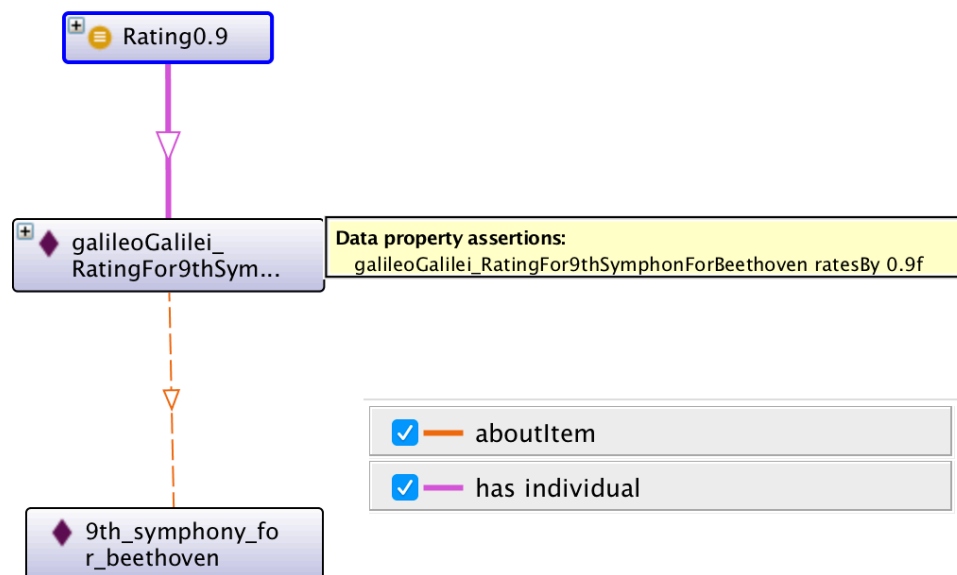 Rating0.9
galileoGalilei_
RatingFor9thSym...
Data property assertions:
galileoGalilei_RatingFor9thSymphonForBeethoven ratesBy 0.9f
aboutItem
has individual
9th_symphony_fo
r_beethoven